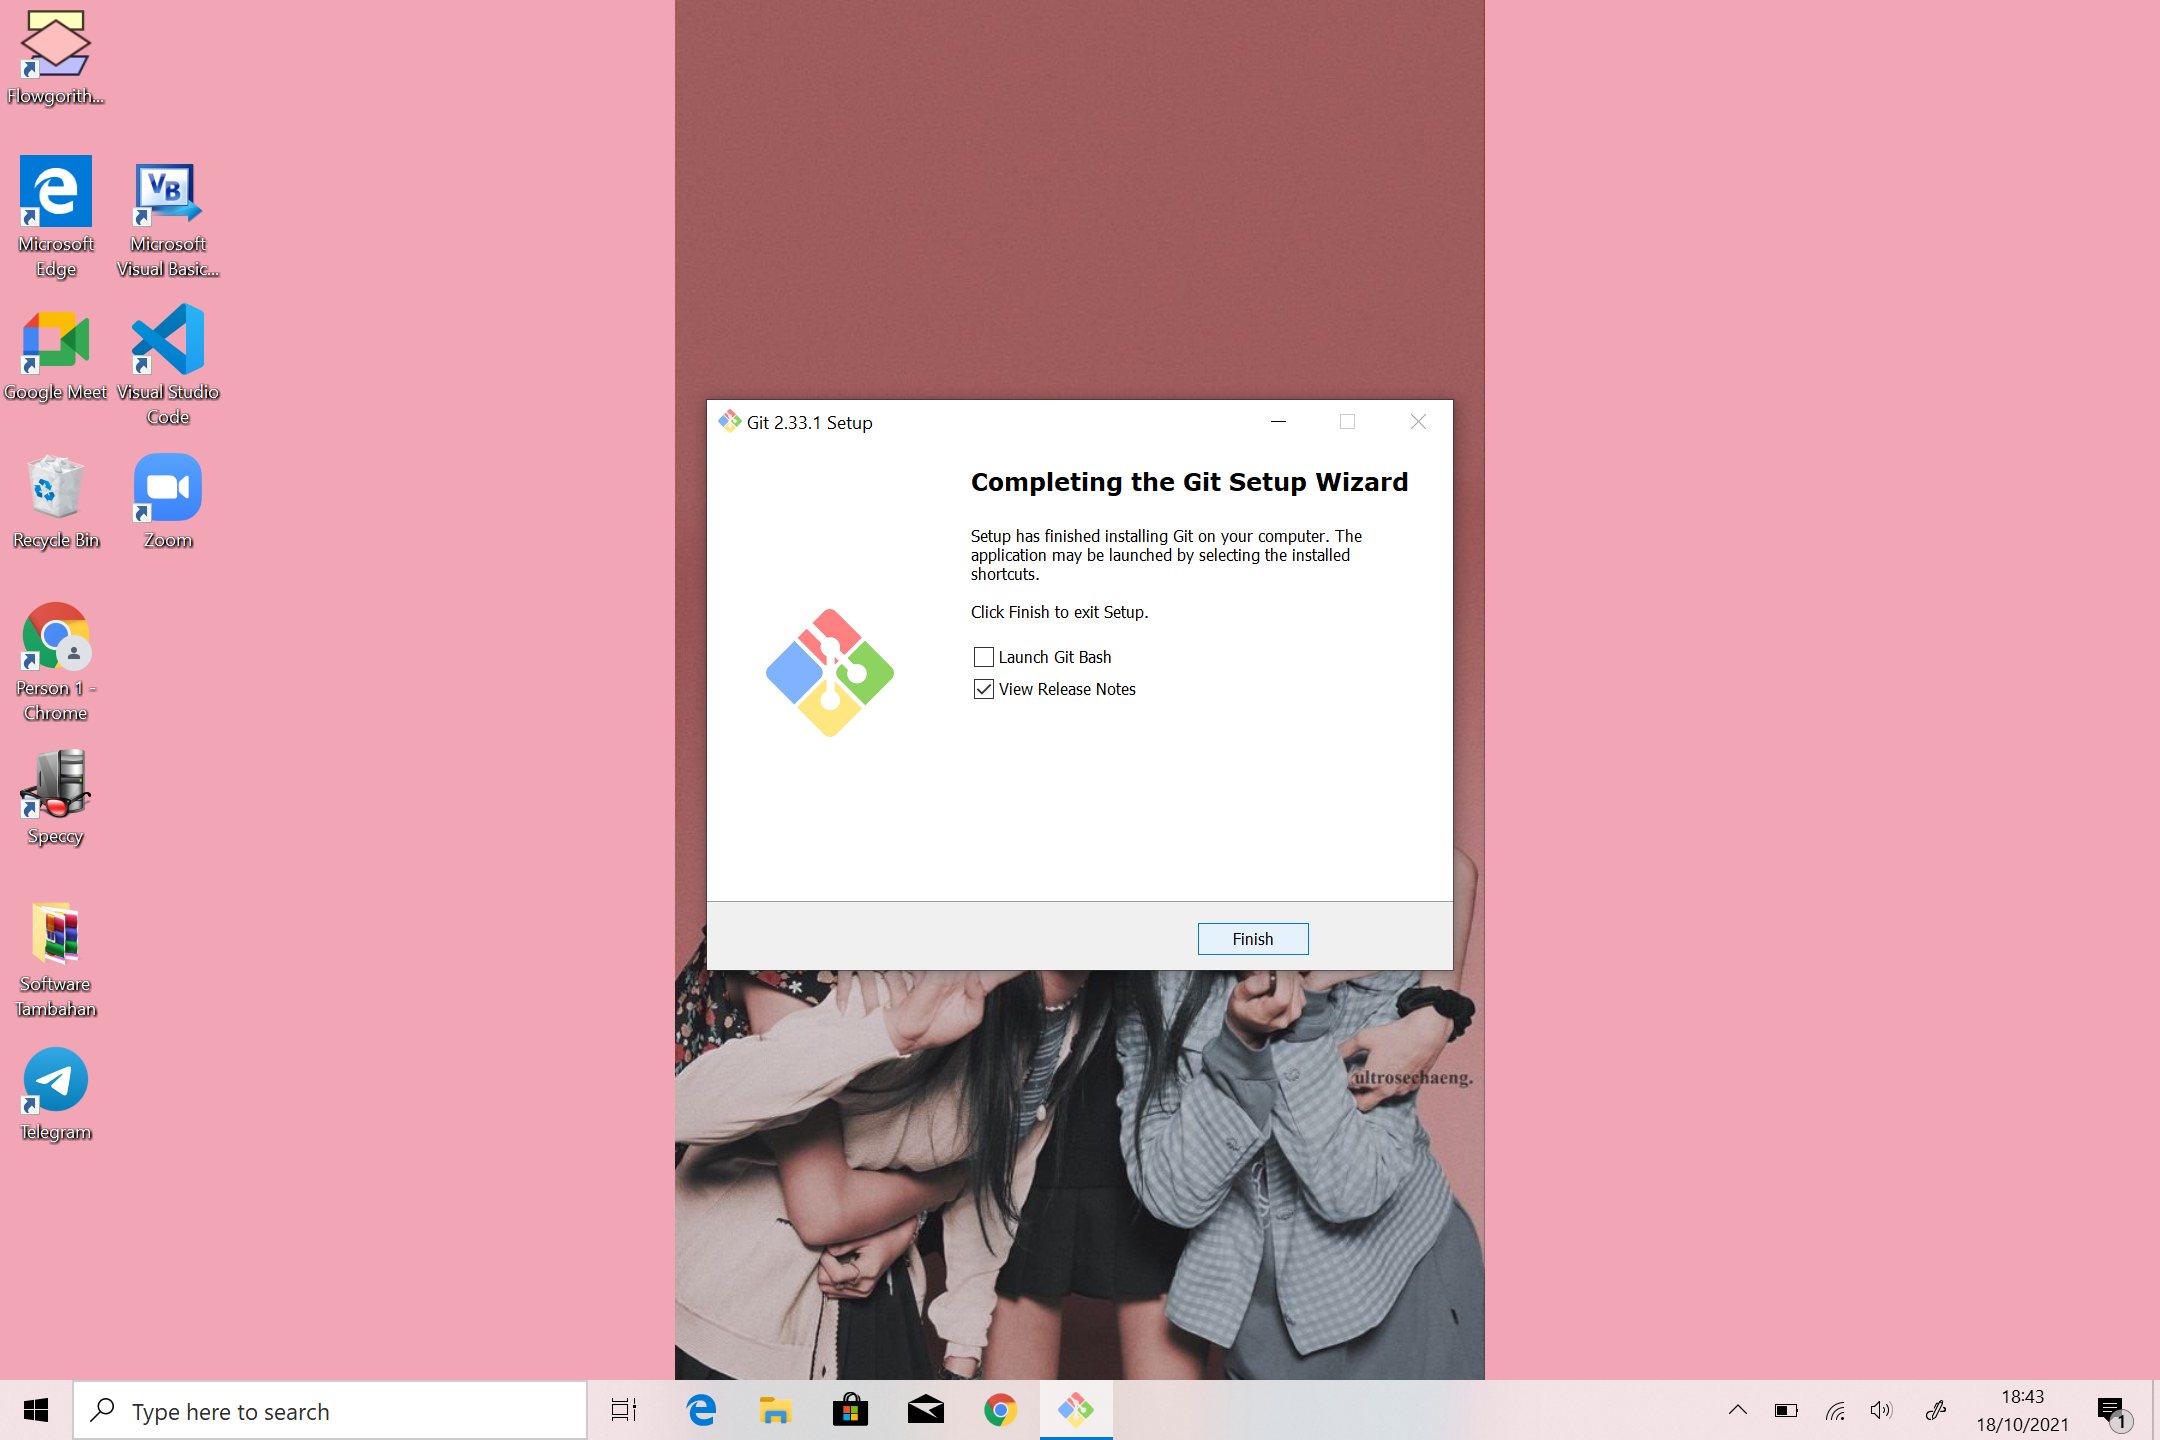 Flowgorith...
Microsoft
Edge
Microsoft
Visual Basic...
Google Meet
Visual Studio
Code
Recycle Bin
Zoom
Person 1 -
Chrome
Speccy
Software
Tambahan
Telegram
Git 2.33.1 Setup
Completing the Git Setup Wizard
Setup has finished installing Git on your computer. The
application may be launched by selecting the installed
shortcuts.
Click Finish to exit Setup.
Launch Git Bash
View Release Notes
Finish
ultrosechaeng.
Type here to search
18:43
18/10/2021
1